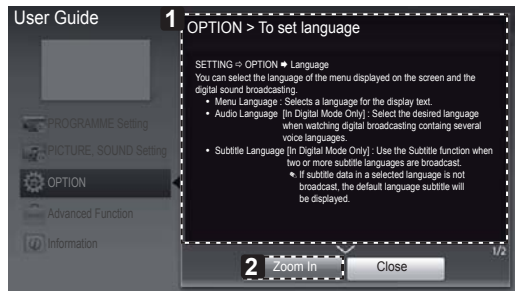 User Guide
1
OPTION > To set language
SETTING ⇨ OPTION ➡ Language
You can select the language of the menu displayed on the screen and the
digital sound broadcasting.
• Menu Language : Selects a language for the display text.
• Audio Language [In Digital Mode Only] : Select the desired language
when watching digital broadcasting containg several
voice languages.
• Subtitle Language [In Digital Mode Only] : Use the Subtitle function when
two or more subtitle languages are broadcast.
If subtitle data in a selected language is not
broadcast, the default language subtitle will
be displayed.
PROGRAMME Setting
PICTURE, SOUND Setting
OPTION
Advanced Function
Information
1/2
2
Zoom In
Close